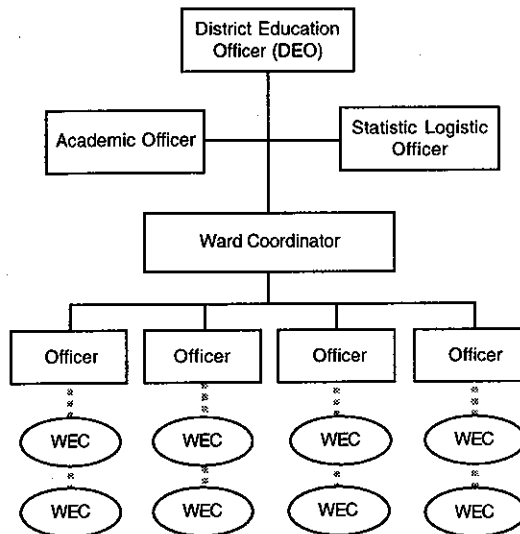 District Education
Officer (DEO)
Academic Officer
Statistic Logistic
Officer
Ward Coordinator
Officer
Officer
Officer
Officer
WEC
WEC
WEC
WEC
WEC
WEC
WEC
WEC